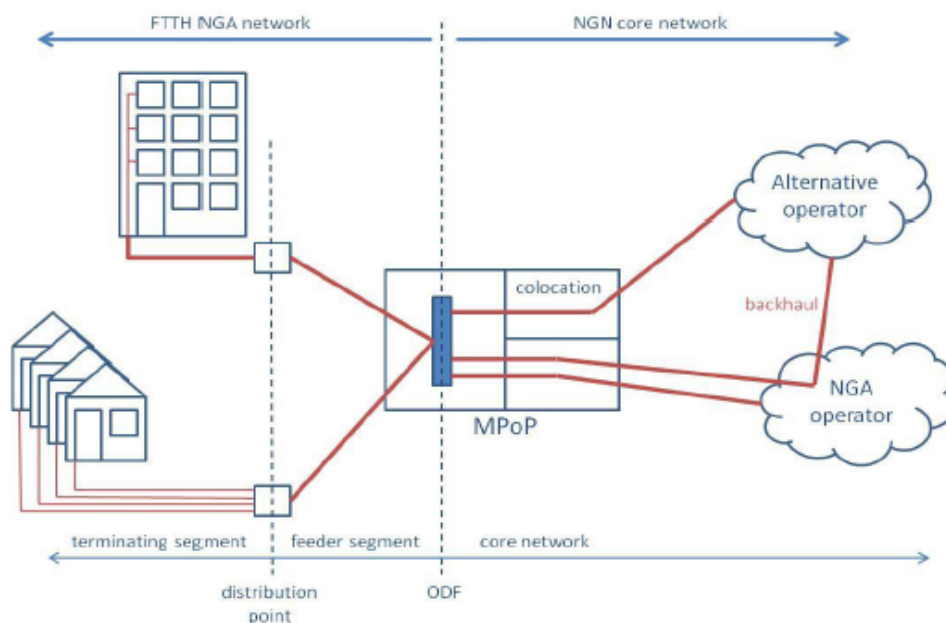 FTTH NGA network
NGN core network
Alternative
operator
colocation
backhaul
NGA
operator
MPoP
terminating segment
feeder segment
core network
distribution
point
ODF